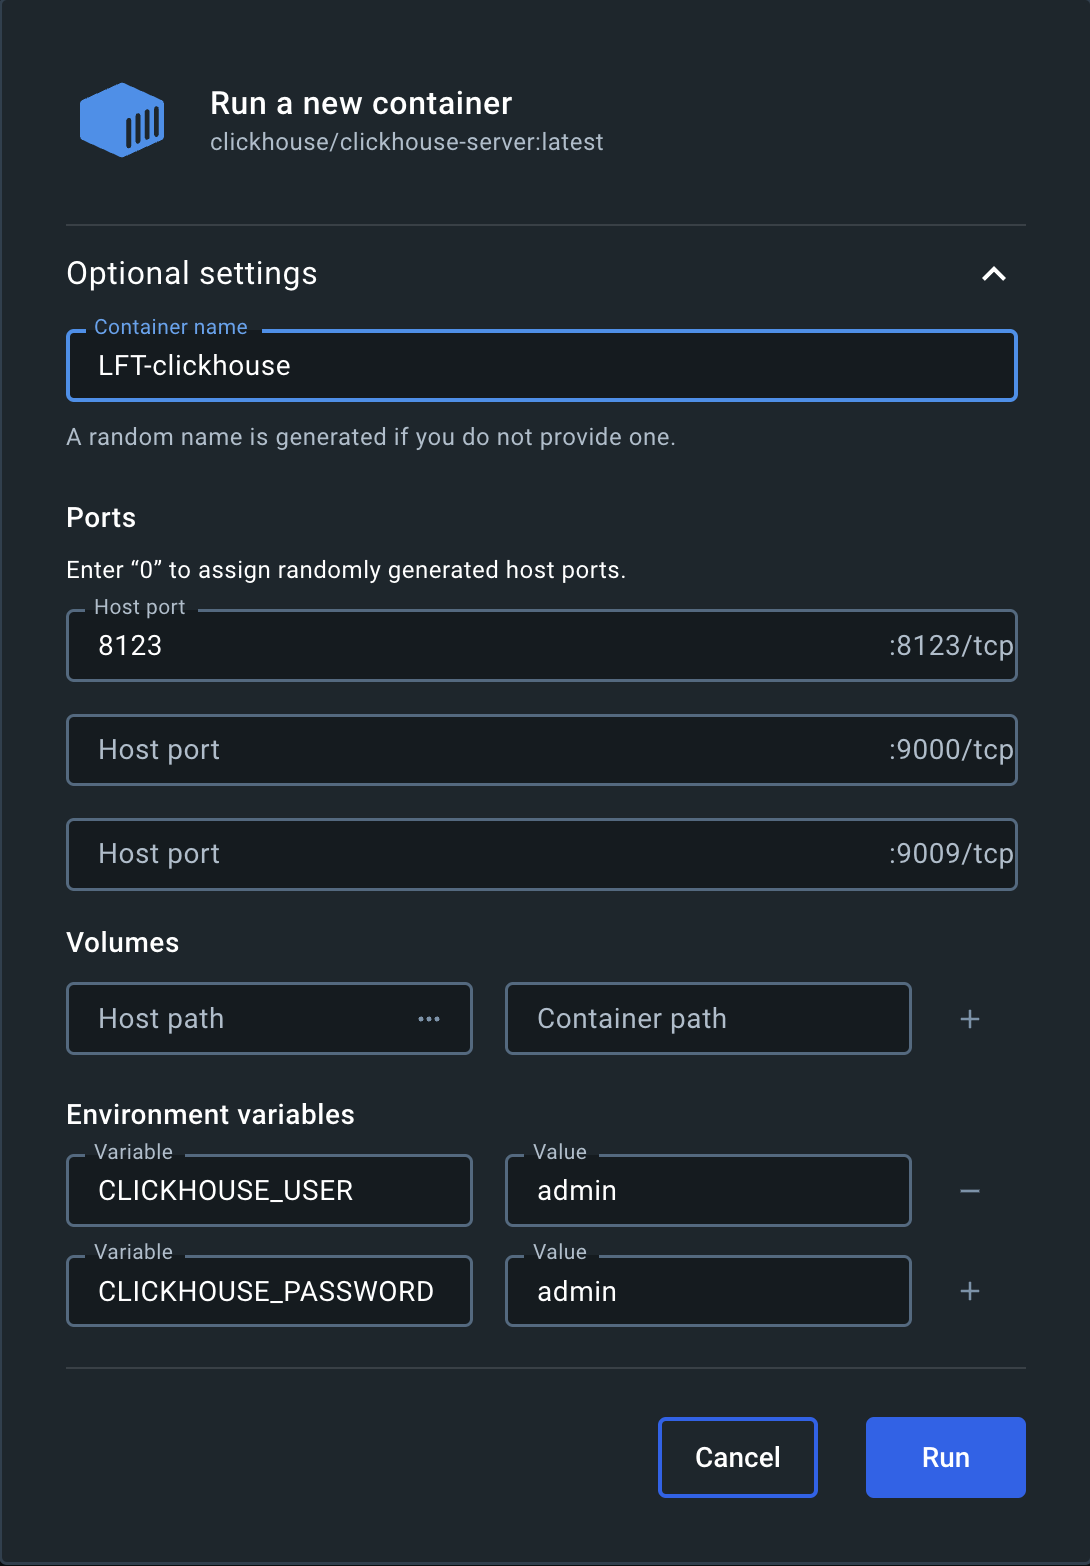 Run a new container
clickhouse/clickhouse-server:latest
Optional settings
Container name
LFT-clickhouse
A random name is generated if you do not provide one.
Ports
Enter “0” to assign randomly generated host ports.
Host port
8123 :8123/tcp
Host port :9000/tcp
Host port :9009/tcp
Volumes
Host path ••• Container path +
Environment variables
Variable Value
CLICKHOUSE_USER admin −
Variable Value
CLICKHOUSE_PASSWORD admin +
Cancel Run